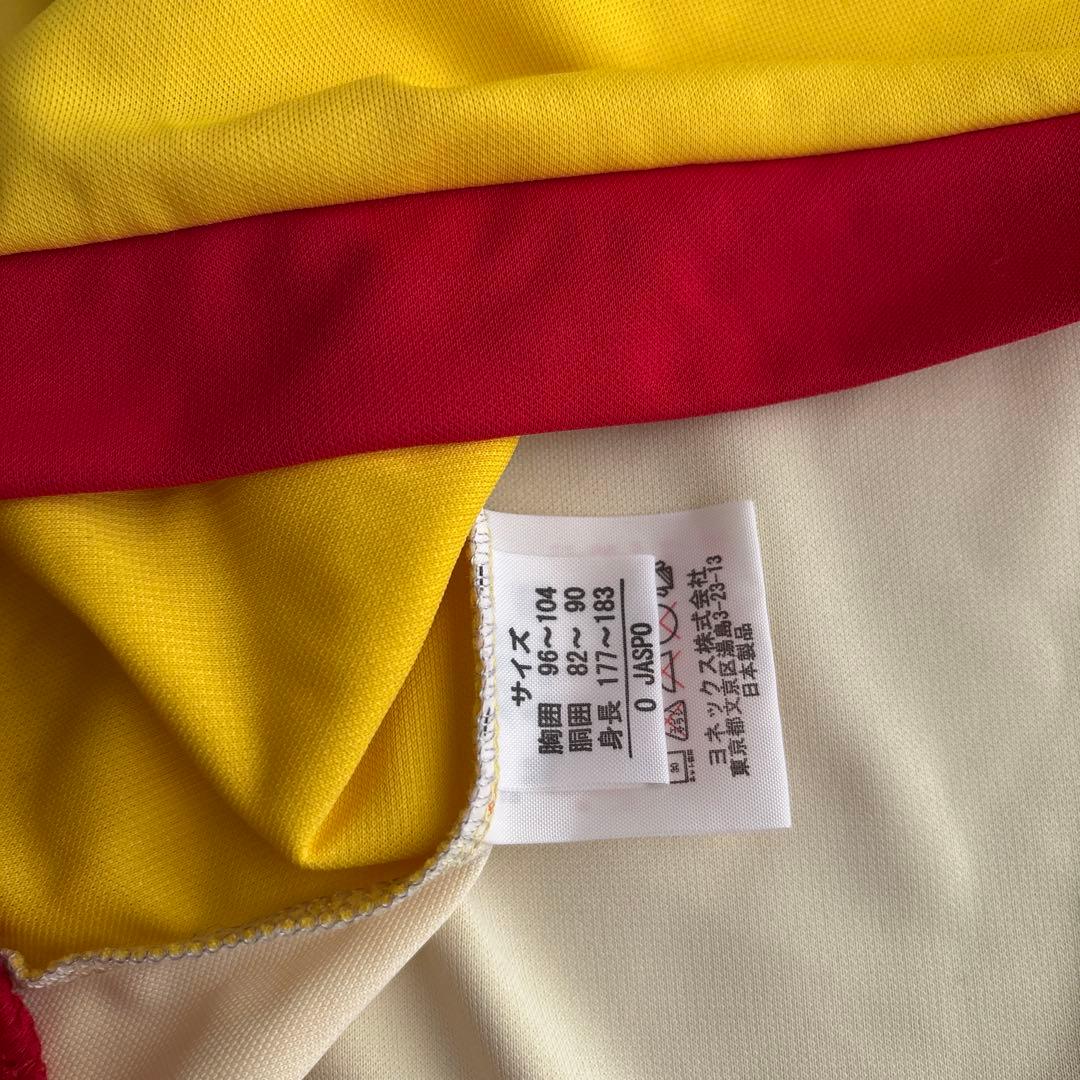 サイズ
胸囲 96～104
胴囲 82～ 90
身長 177～183
O JASPO
ヨネックス株式会社
東京都文京区湯島3-23-13
日本製品